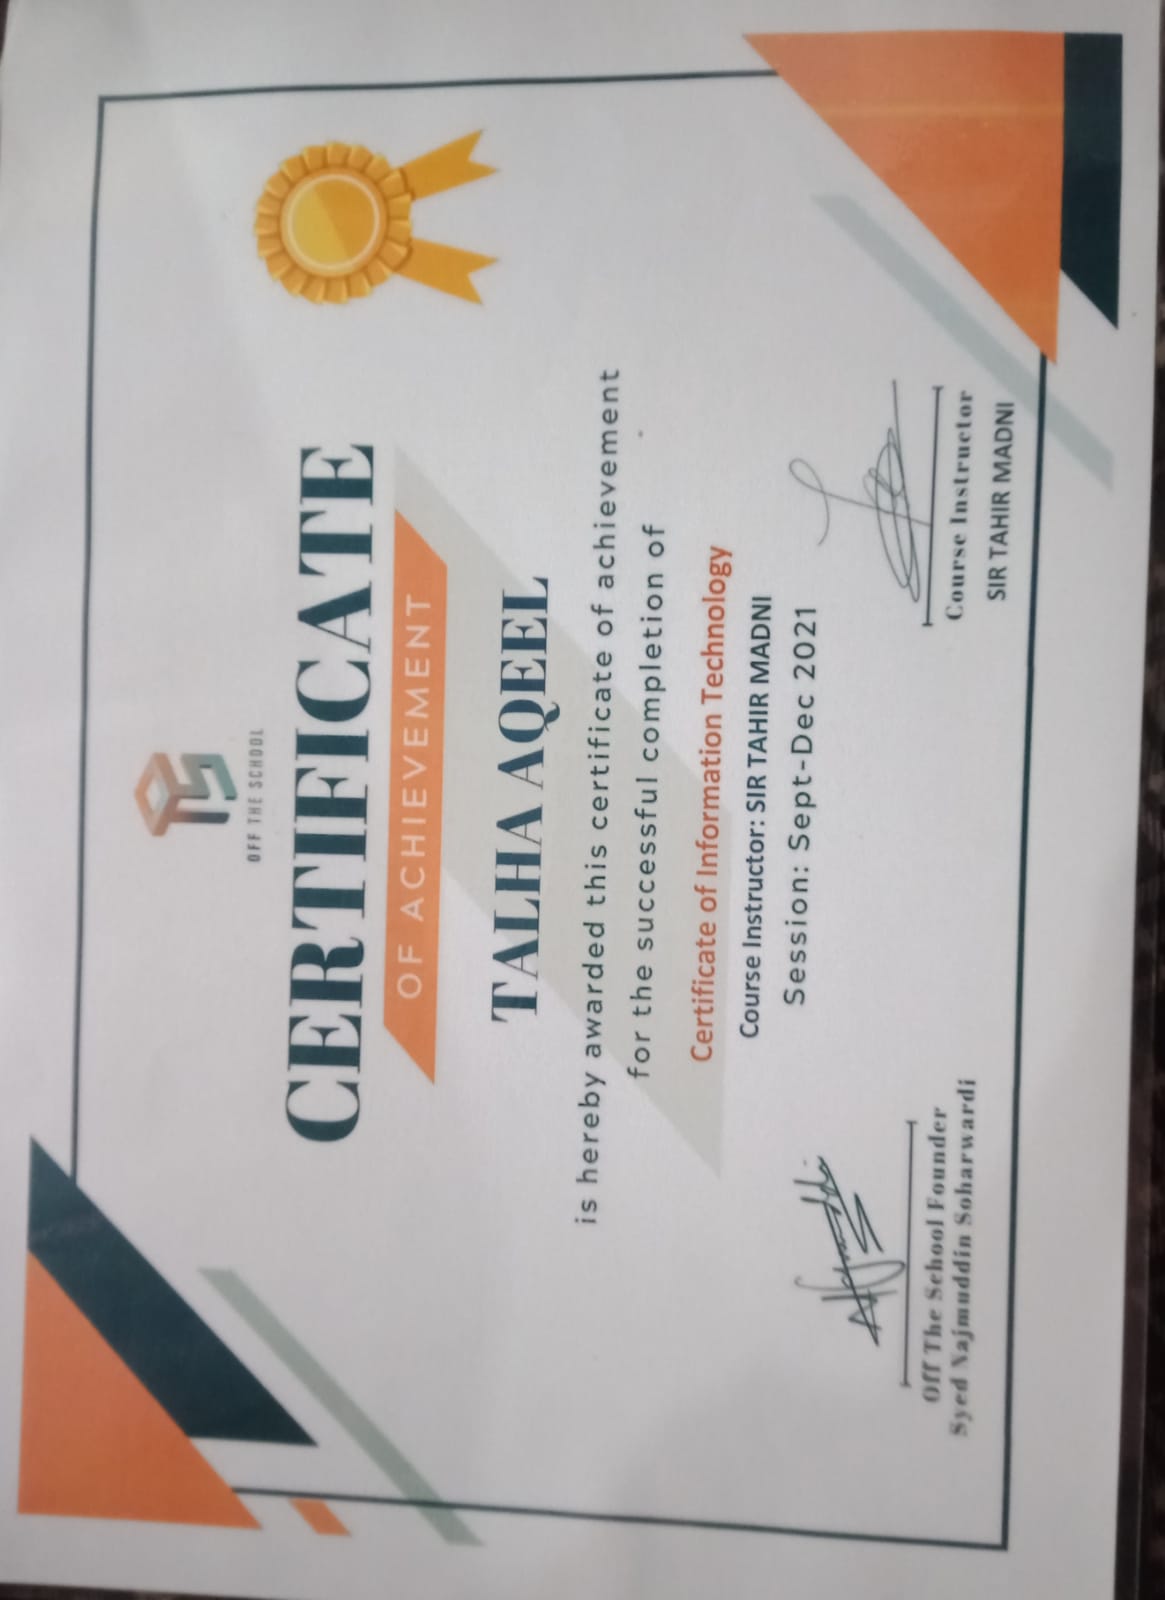 OTS
OFF THE SCHOOL
CERTIFICATE
OF ACHIEVEMENT
TALHA AQEEL
is hereby awarded this certificate of achievement
for the successful completion of
Certificate of Information Technology
Course Instructor: SIR TAHIR MADNI
Session: Sept-Dec 2021
Off The School Founder
Syed Najmuddin Soharwardi
Course Instructor
SIR TAHIR MADNI